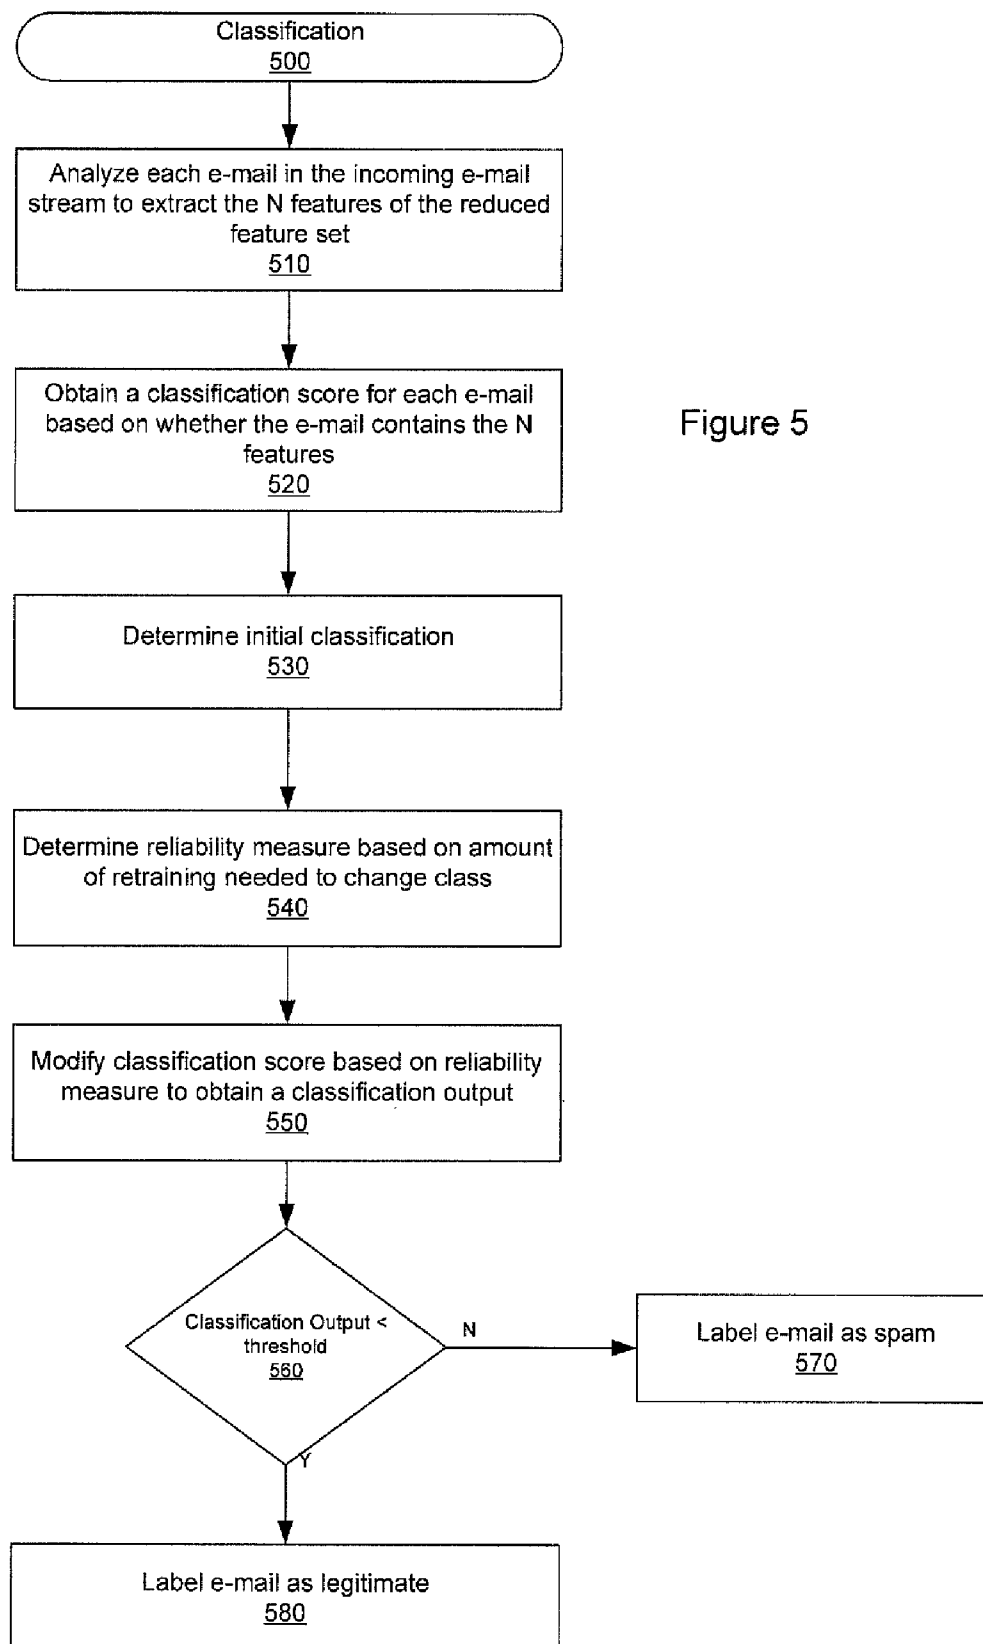 Classification
500
Analyze each e-mail in the incoming e-mail
stream to extract the N features of the reduced
feature set
510
Obtain a classification score for each e-mail
based on whether the e-mail contains the N
features
520
Figure 5
Determine initial classification
530
Determine reliability measure based on amount
of retraining needed to change class
540
Modify classification score based on reliability
measure to obtain a classification output
550
Classification Output <
threshold
560
N
Label e-mail as spam
570
Y
Label e-mail as legitimate
580